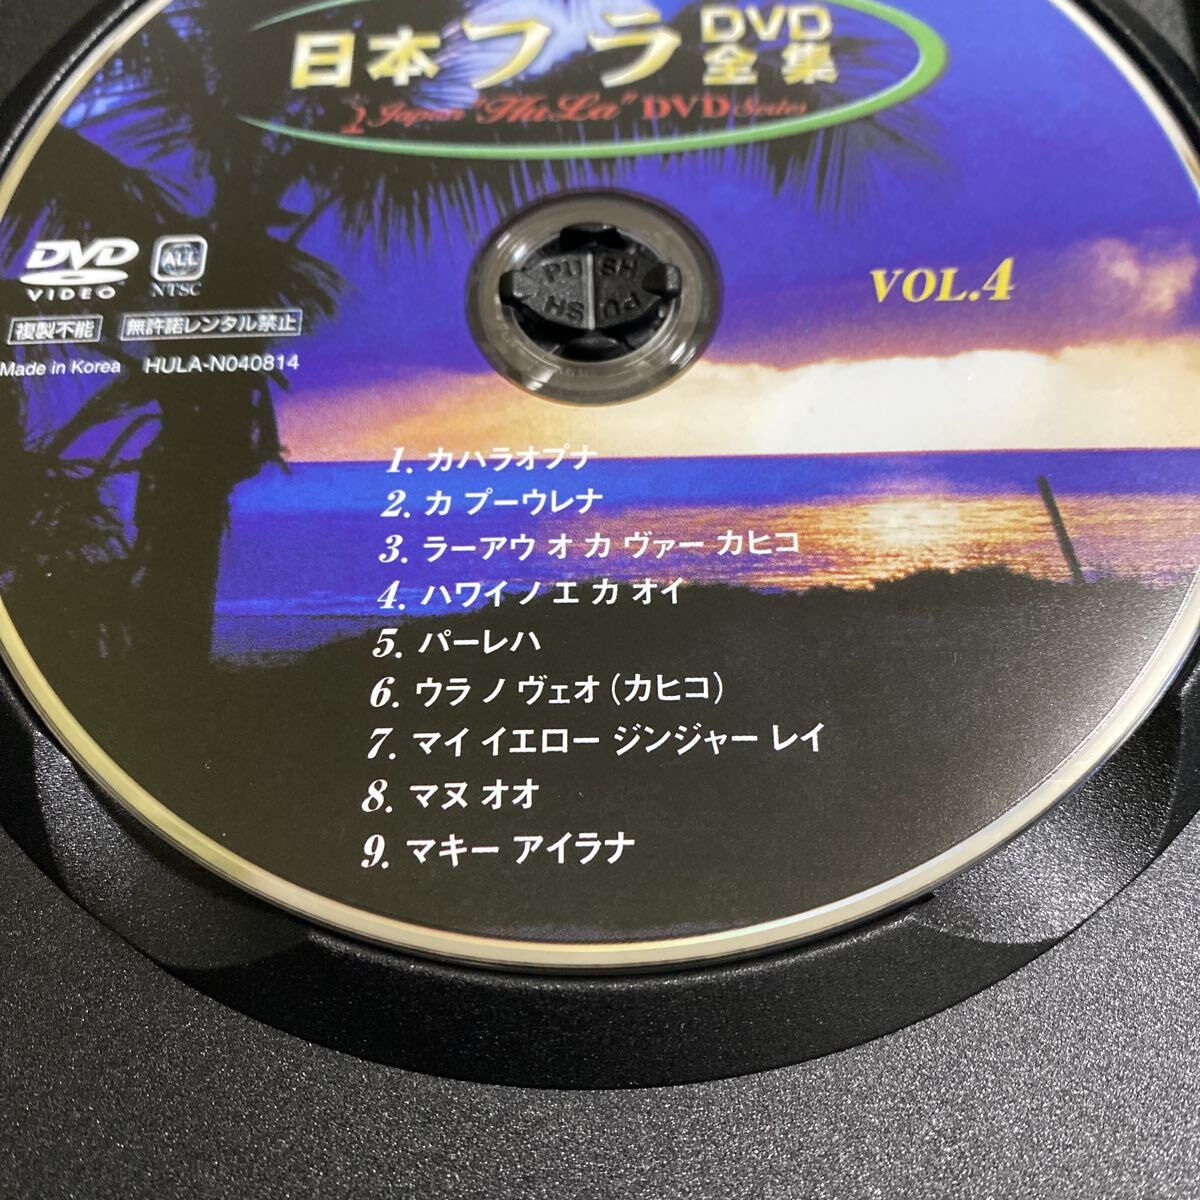 日本フラ DVD全集
Japan "HuLa" DVD Series
DVD VIDEO
ALL NTSC
VOL.4
複製不能 無許諾レンタル禁止
Made in Korea HULA-N040814
PUSH
PUSH
1. カハラオプナ
2. カ プーウレナ
3. ラーアウ オ カ ヴァー カヒコ
4. ハワイ ノ エ カ オイ
5. パーレハ
6. ウラ ノ ヴェオ (カヒコ)
7. マイ イエロー ジンジャー レイ
8. マヌ オオ
9. マキー アイラナ